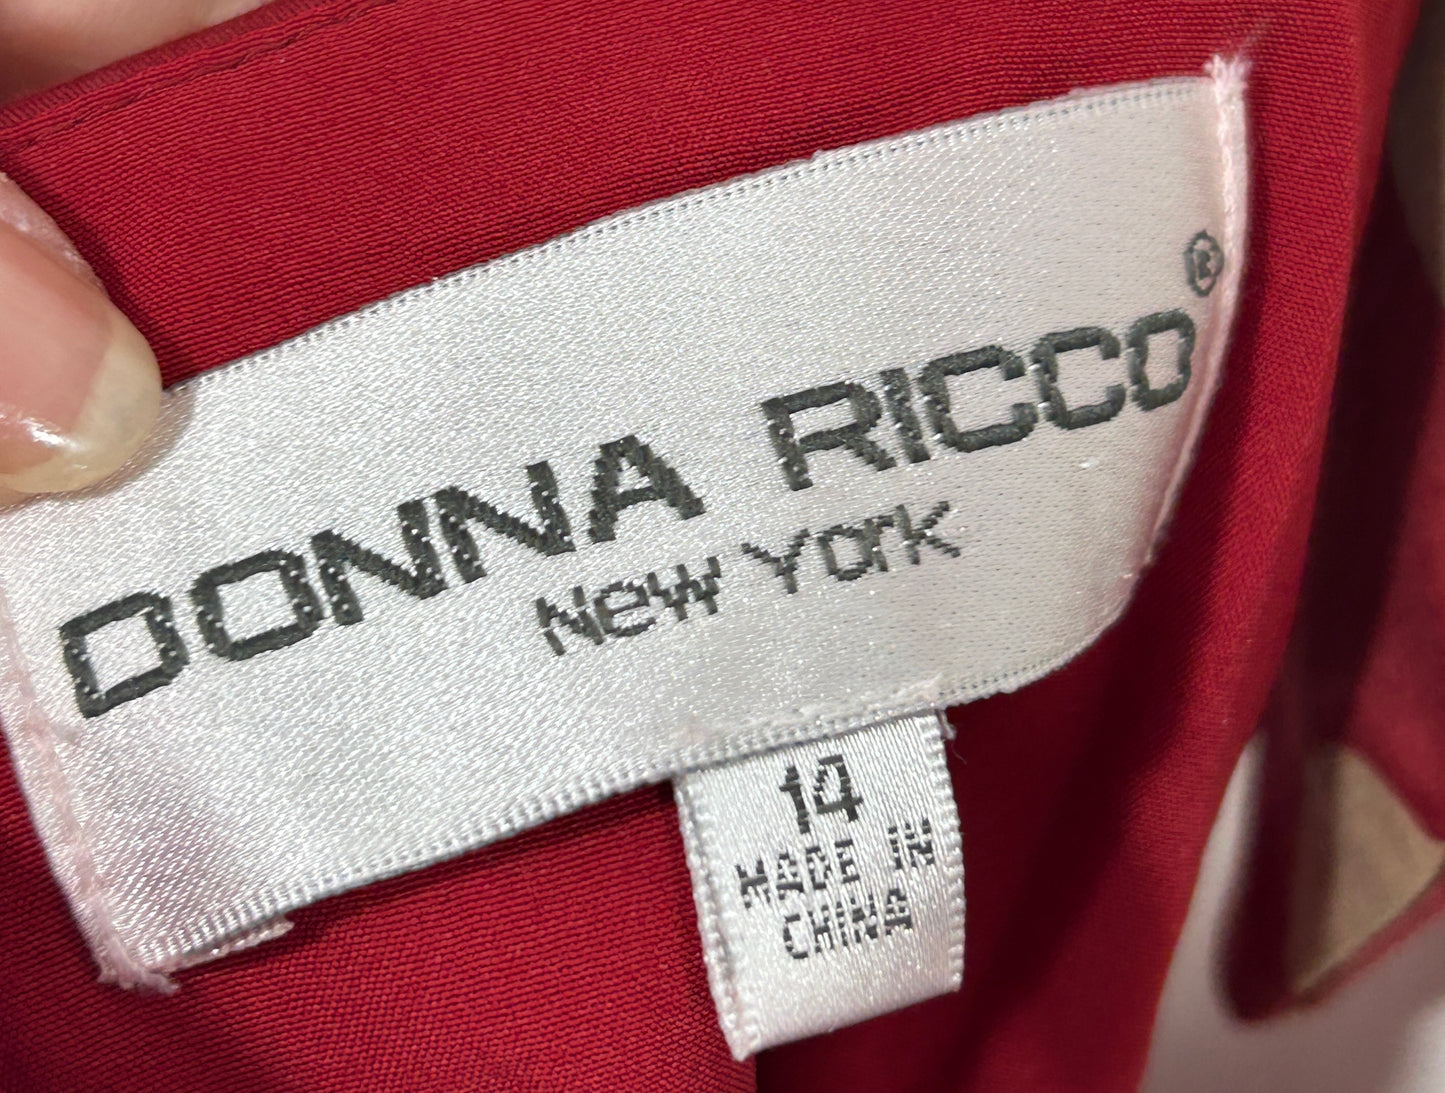 DONNA RICCO®
New York
14
MADE IN
CHINA